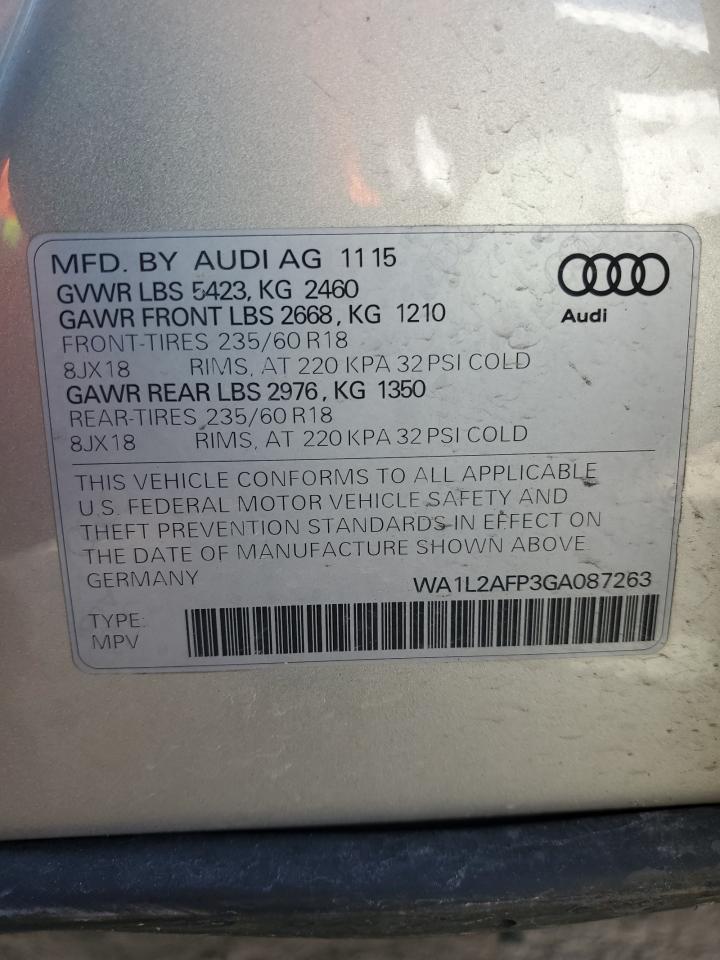 MFD. BY AUDI AG 11 15
GVWR LBS 5423, KG 2460
GAWR FRONT LBS 2668, KG 1210
FRONT-TIRES 235/60 R18
8JX18 RIMS, AT 220 KPA 32 PSI COLD
GAWR REAR LBS 2976, KG 1350
REAR-TIRES 235/60 R18
8JX18 RIMS, AT 220 KPA 32 PSI COLD
Audi
THIS VEHICLE CONFORMS TO ALL APPLICABLE
U.S. FEDERAL MOTOR VEHICLE SAFETY AND
THEFT PREVENTION STANDARDS IN EFFECT ON
THE DATE OF MANUFACTURE SHOWN ABOVE
GERMANY WA1L2AFP3GA087263
TYPE:
MPV